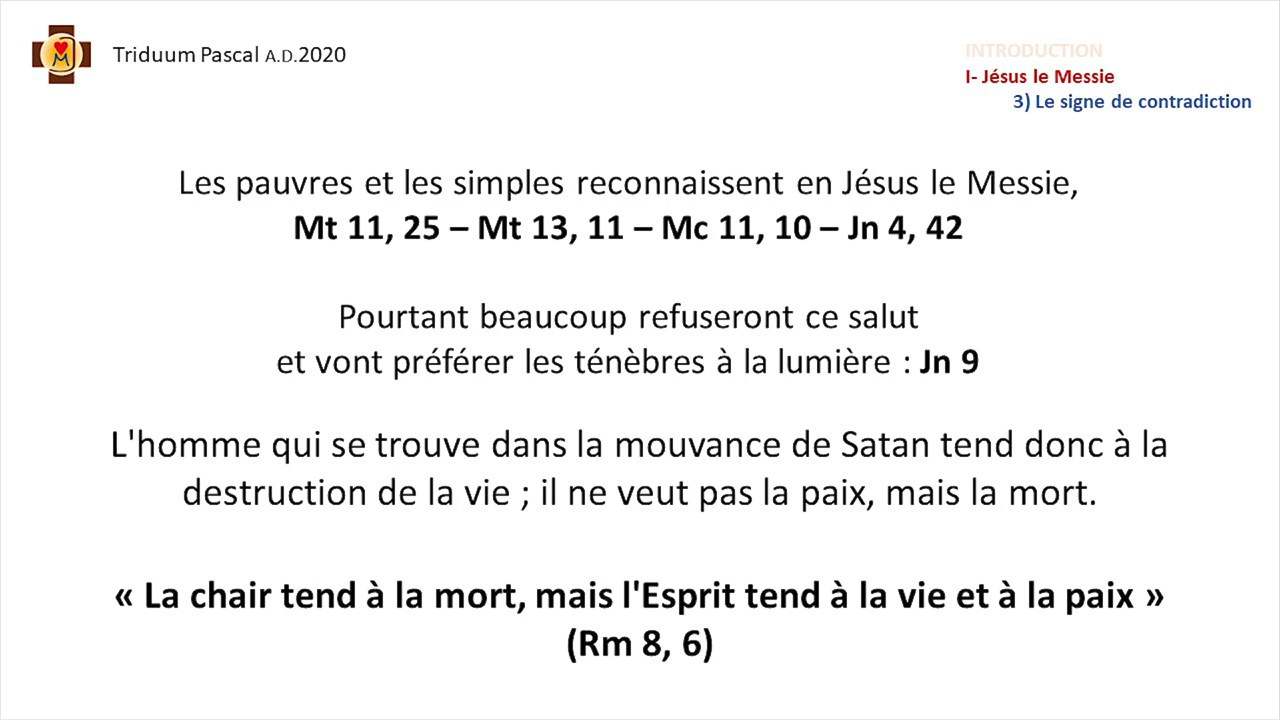 M
Triduum Pascal A.D.2020
INTRODUCTION
I- Jésus le Messie
3) Le signe de contradiction
Les pauvres et les simples reconnaissent en Jésus le Messie,
Mt 11, 25 – Mt 13, 11 – Mc 11, 10 – Jn 4, 42
Pourtant beaucoup refuseront ce salut
et vont préférer les ténèbres à la lumière : Jn 9
L'homme qui se trouve dans la mouvance de Satan tend donc à la
destruction de la vie ; il ne veut pas la paix, mais la mort.
« La chair tend à la mort, mais l'Esprit tend à la vie et à la paix »
(Rm 8, 6)